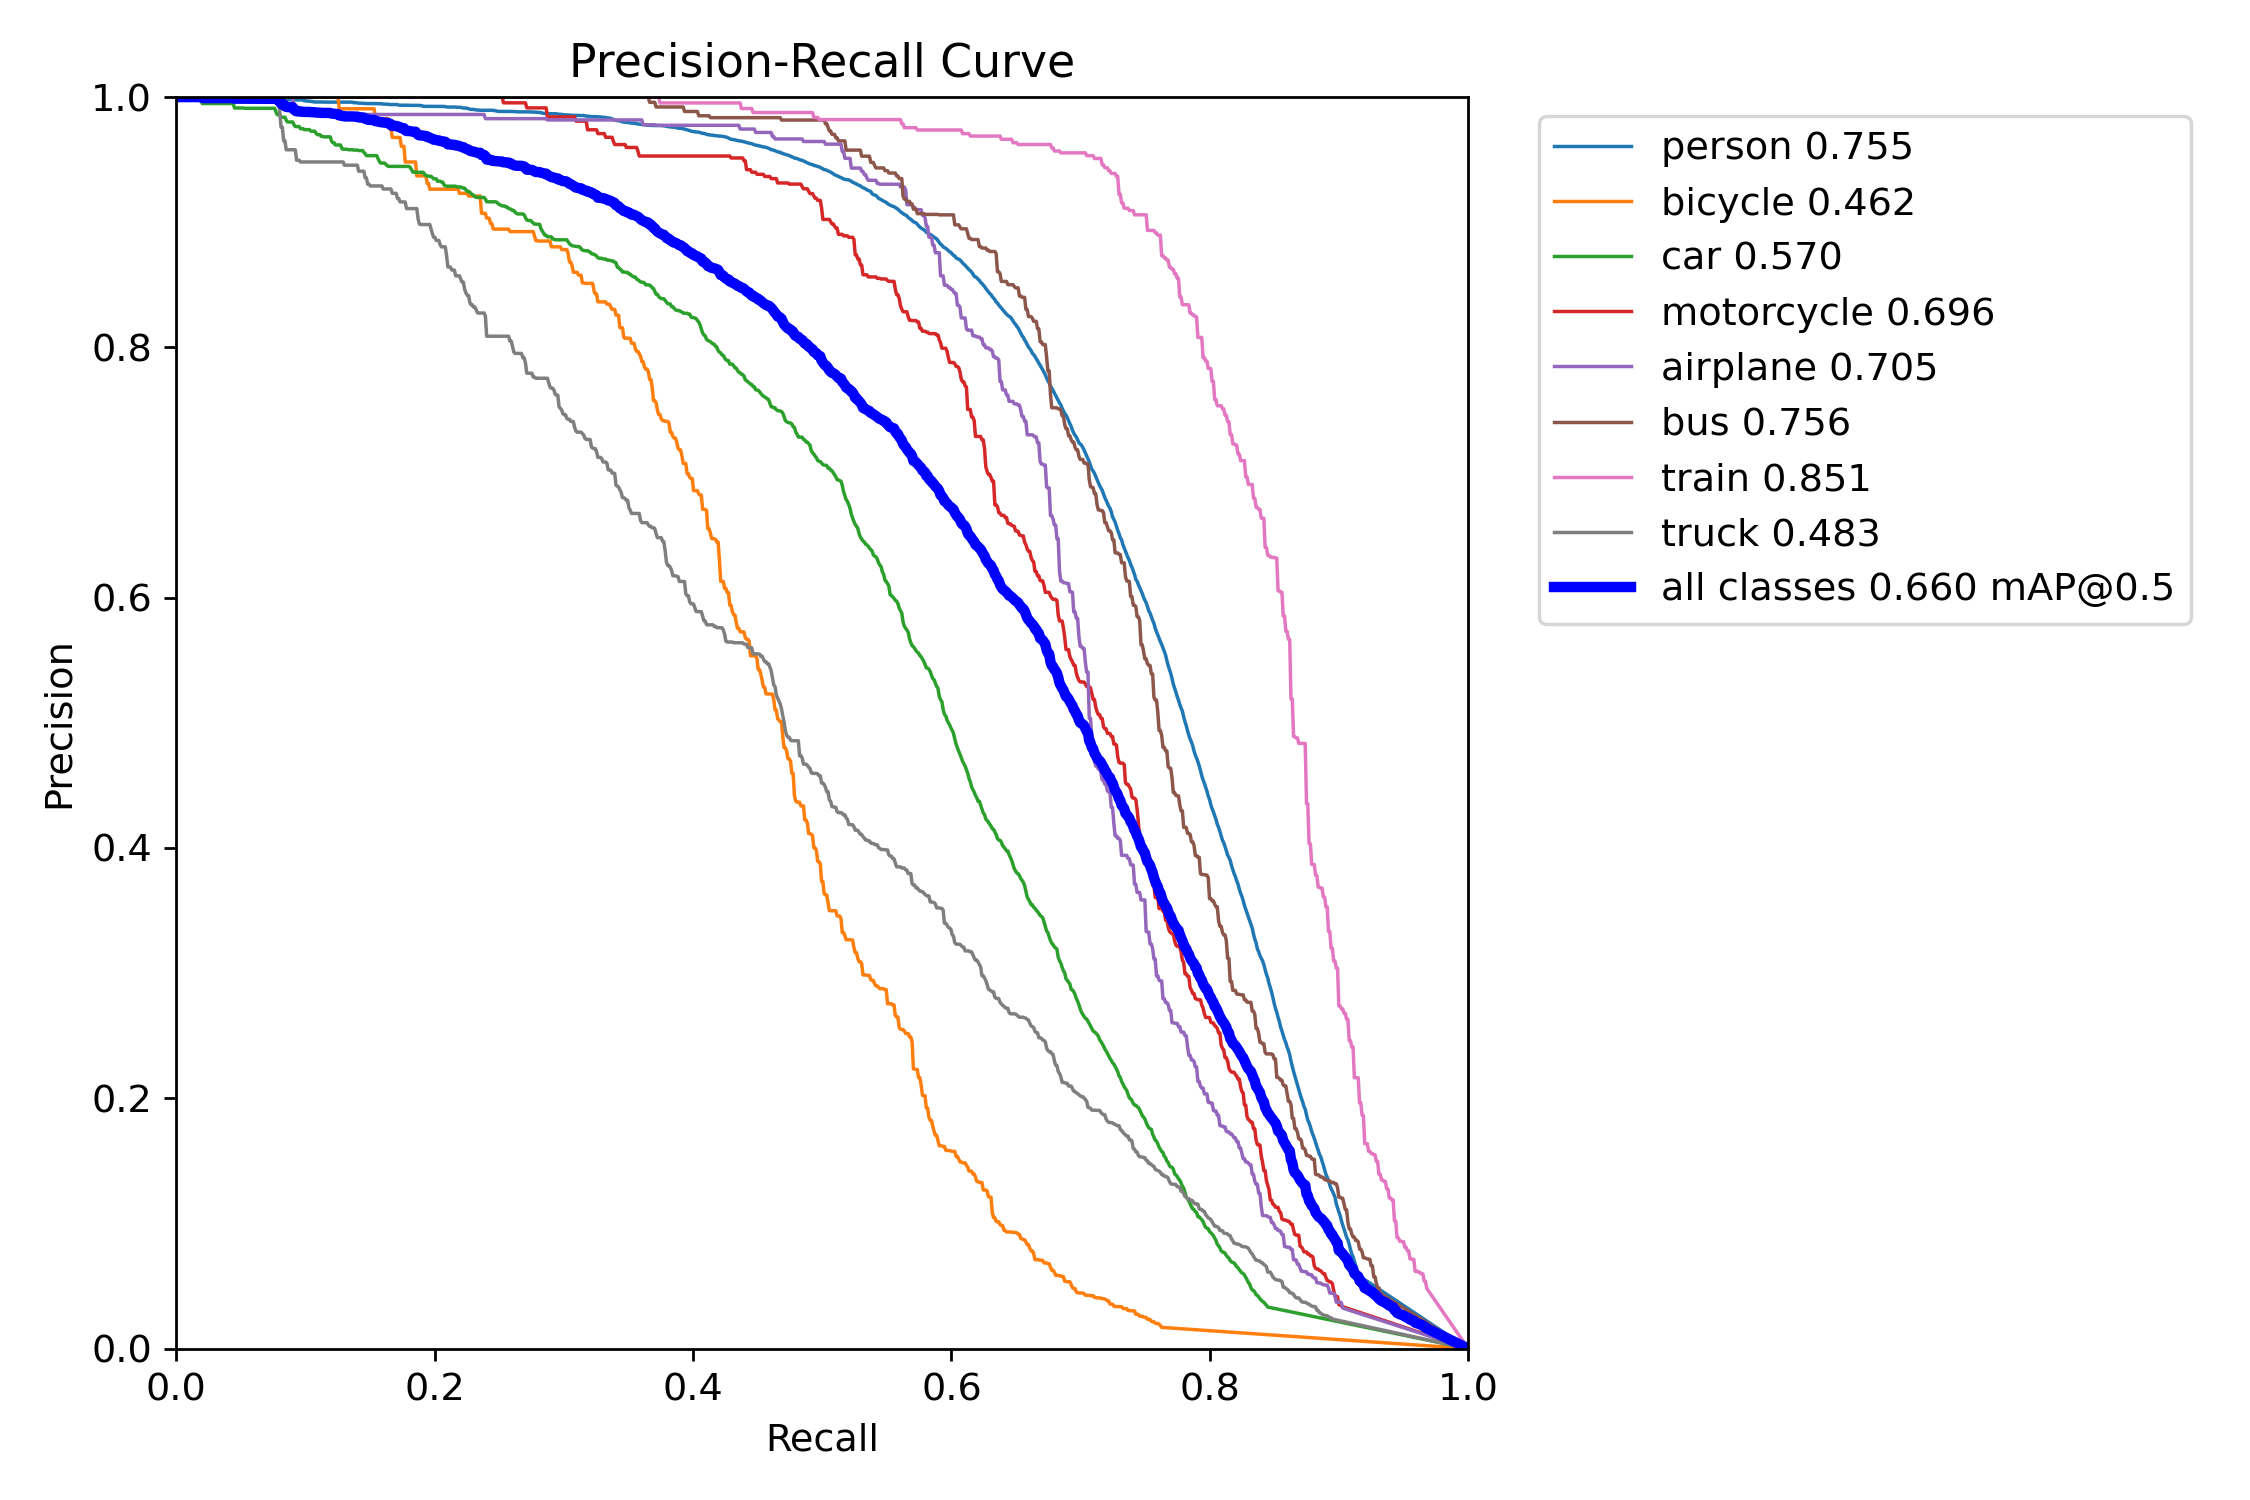 Precision-Recall Curve
1.0
0.8
0.6
0.4
0.2
0.0
Precision
0.0 0.2 0.4 0.6 0.8 1.0
Recall
person 0.755
bicycle 0.462
car 0.570
motorcycle 0.696
airplane 0.705
bus 0.756
train 0.851
truck 0.483
all classes 0.660 mAP@0.5